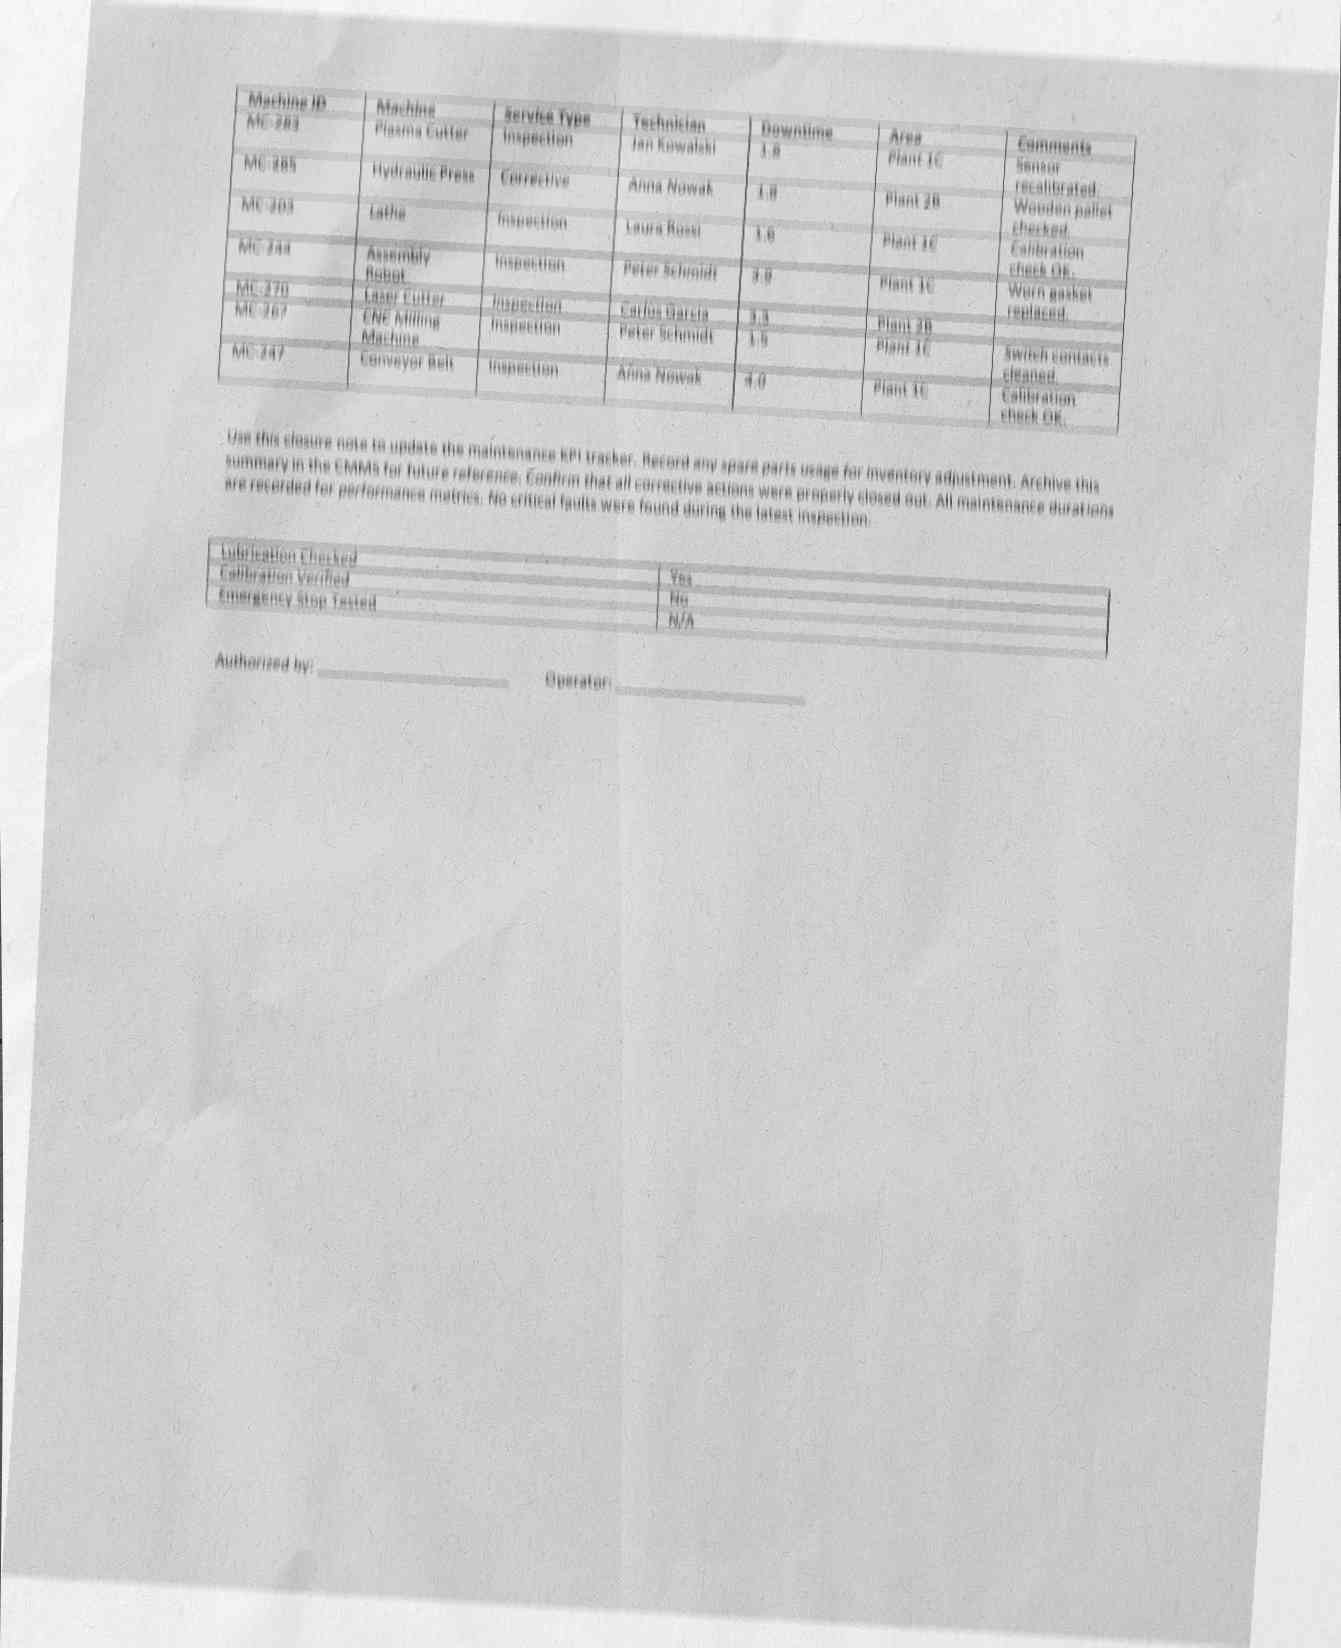 Machine ID Machine Service Type Technician Downtime Area Comments
MC-283 Plasma Cutter Inspection Jan Kowalski 1.8 Plant 1C Sensor
recalibrated.
MC-285 Hydraulic Press Corrective Anna Nowak 1.8 Plant 2B Wooden pallet
checked.
MC-203 Lathe Inspection Laura Rossi 1.6 Plant 1C Calibration
check OK.
MC-244 Assembly Inspection Peter Schmidt 3.9 Plant 1C Worn gasket
Robot replaced.
MC-270 Laser Cutter Inspection Carlos Garcia 3.3 Plant 2B
MC-267 CNC Milling Inspection Peter Schmidt 1.5 Plant 1C Switch contacts
Machine cleaned.
MC-247 Conveyor Belt Inspection Anna Nowak 4.0 Plant 1C Calibration
check OK.
Use this closure note to update the maintenance KPI tracker. Record any spare parts usage for inventory adjustment. Archive this
summary in the CMMS for future reference. Confirm that all corrective actions were properly closed out. All maintenance durations
are recorded for performance metrics. No critical faults were found during the latest inspection.
Lubrication Checked Yes
Calibration Verified No
Emergency Stop Tested N/A
Authorized by: Operator: